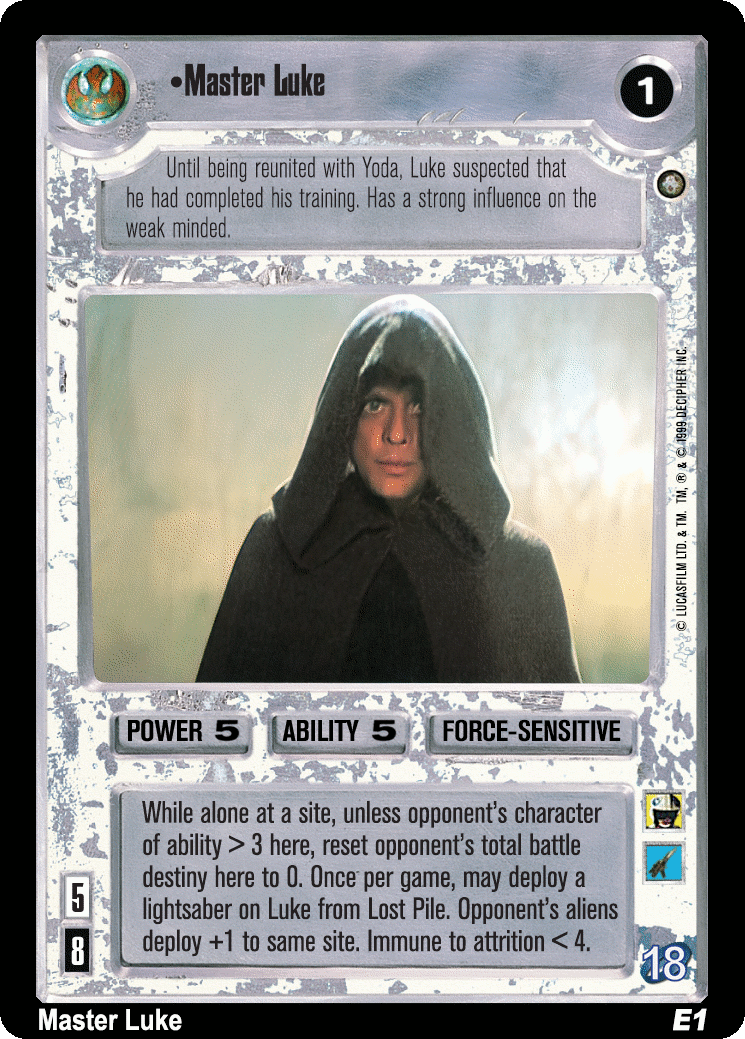 •Master Luke
1
Until being reunited with Yoda, Luke suspected that
he had completed his training. Has a strong influence on the
weak minded.
© LUCASFILM LTD. & TM. TM, ® & © 1999 DECIPHER INC.
POWER 5
ABILITY 5
FORCE-SENSITIVE
While alone at a site, unless opponent's character
of ability > 3 here, reset opponent's total battle
destiny here to 0. Once per game, may deploy a
lightsaber on Luke from Lost Pile. Opponent's aliens
deploy +1 to same site. Immune to attrition < 4.
5
8
18
Master Luke
E1